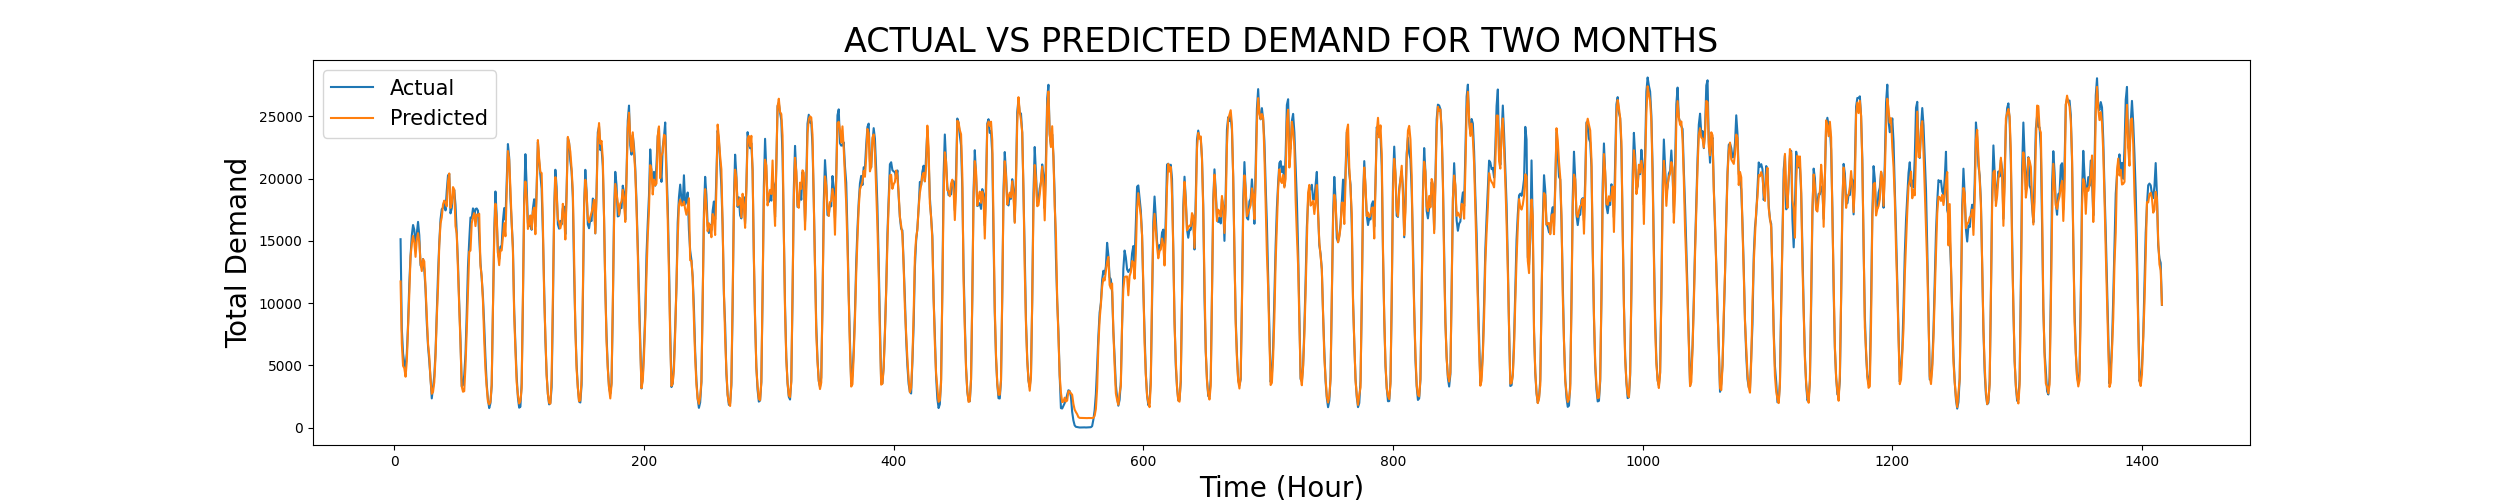 ACTUAL VS PREDICTED DEMAND FOR TWO MONTHS
Actual
Predicted
Total Demand
25000
20000
15000
10000
5000
0
0 200 400 600 800 1000 1200 1400
Time (Hour)